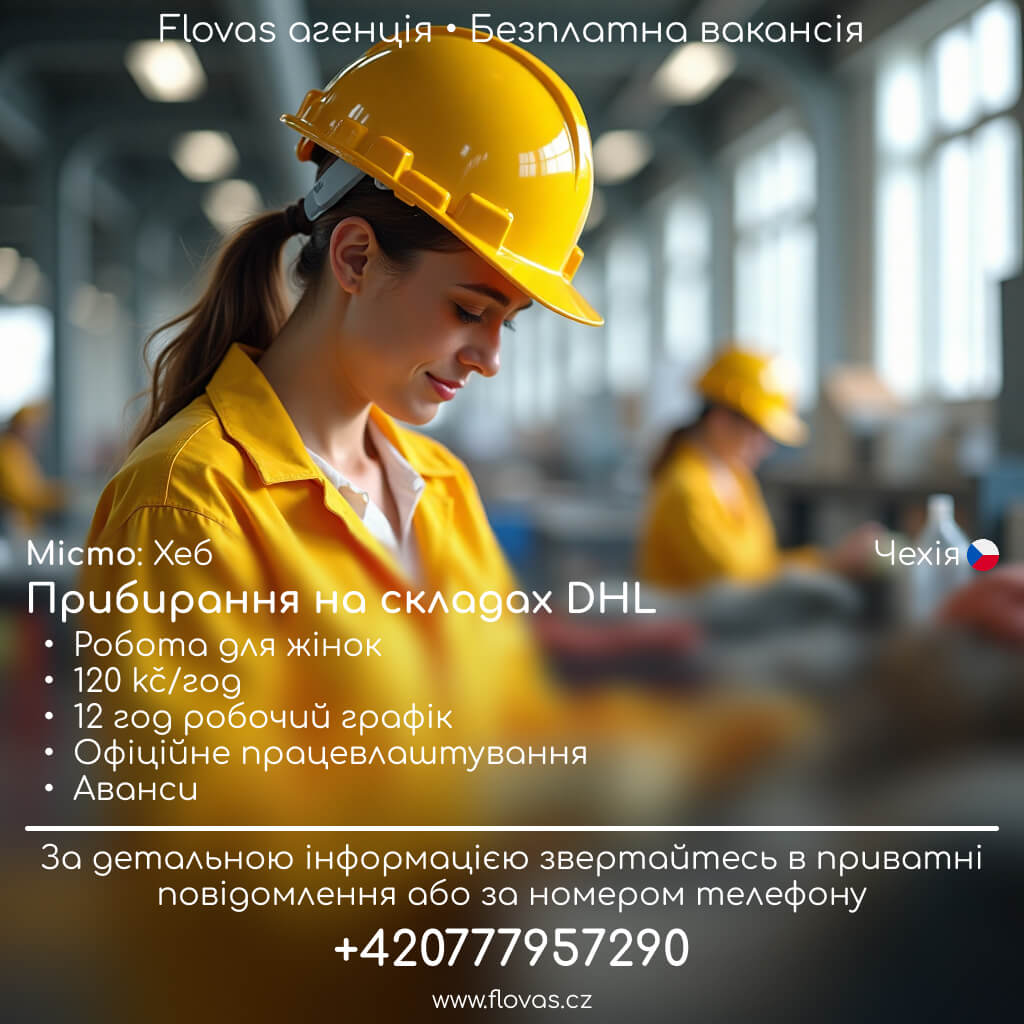 Flovas агенція • Безплатна вакансія
Місто: Хеб
Чехія
Прибирання на складах DHL
• Робота для жінок
• 120 kč/год
• 12 год робочий графік
• Офіційне працевлаштування
• Аванси
За детальною інформацією звертайтесь в приватні
повідомлення або за номером телефону
+420777957290
www.flovas.cz